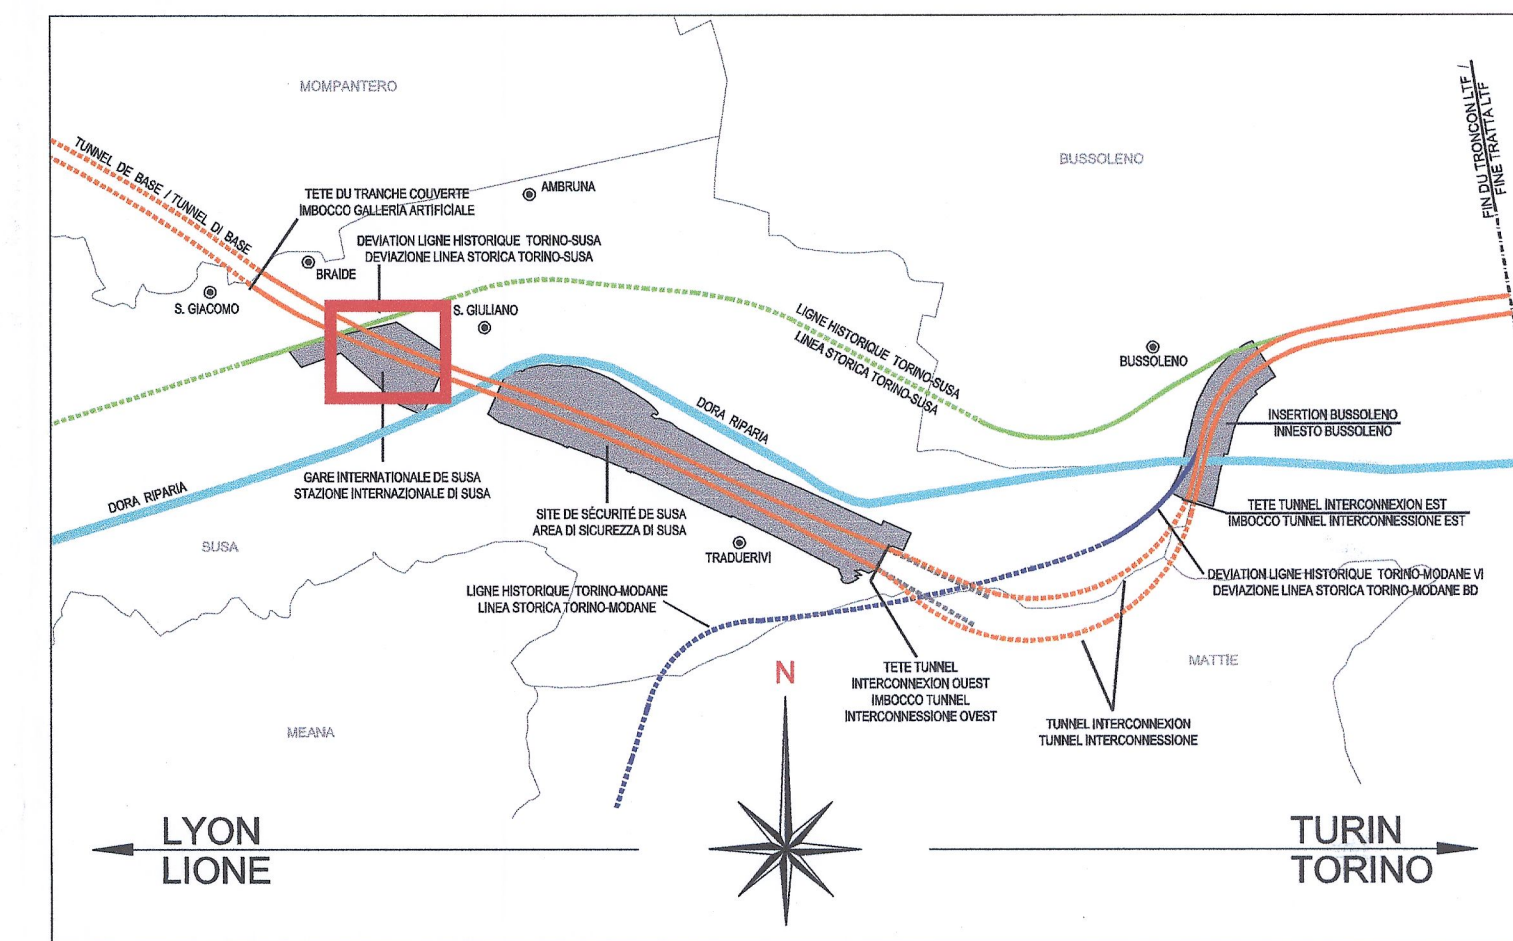 MOMPANTERO
BUSSOLENO
FIN DU TRONCON LTF /
FINE TRATTA LTF
TUNNEL DE BASE / TUNNEL DI BASE
TETE DU TRANCHE COUVERTE
IMBOCCO GALLERIA ARTIFICIALE
AMBRUNA
DEVIATION LIGNE HISTORIQUE TORINO-SUSA
DEVIAZIONE LINEA STORICA TORINO-SUSA
BRAIDE
S. GIACOMO
S. GIULIANO
LIGNE HISTORIQUE TORINO-SUSA
LINEA STORICA TORINO-SUSA
BUSSOLENO
DORA RIPARIA
INSERTION BUSSOLENO
INNESTO BUSSOLENO
GARE INTERNATIONALE DE SUSA
STAZIONE INTERNAZIONALE DI SUSA
DORA RIPARIA
SITE DE SÉCURITÉ DE SUSA
AREA DI SICUREZZA DI SUSA
TETE TUNNEL INTERCONNEXION EST
IMBOCCO TUNNEL INTERCONNESSIONE EST
SUSA
TRADUERIVI
LIGNE HISTORIQUE TORINO-MODANE
LINEA STORICA TORINO-MODANE
DEVIATION LIGNE HISTORIQUE TORINO-MODANE VI
DEVIAZIONE LINEA STORICA TORINO-MODANE BD
MATTIE
N
TETE TUNNEL
INTERCONNEXION OUEST
IMBOCCO TUNNEL
INTERCONNESSIONE OVEST
TUNNEL INTERCONNEXION
TUNNEL INTERCONNESSIONE
MEANA
LYON
LIONE
TURIN
TORINO